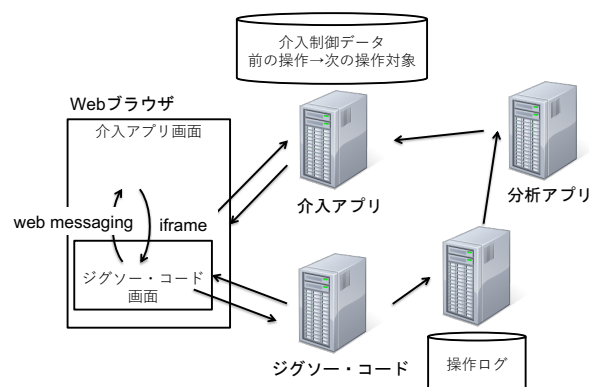 介入制御データ
前の操作→次の操作対象
Webブラウザ
介入アプリ画面
介入アプリ
分析アプリ
web messaging
iframe
ジグソー・コード
画面
ジグソー・コード
操作ログ